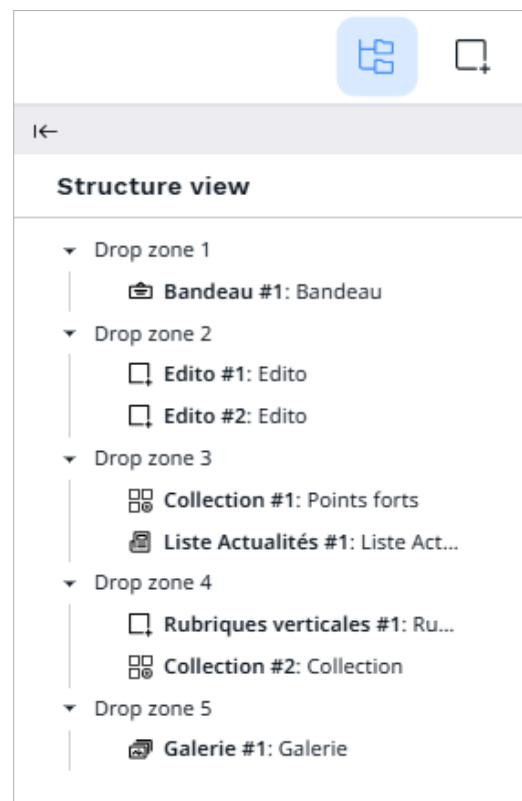 Structure view
Drop zone 1
Bandeau #1: Bandeau
Drop zone 2
Edito #1: Edito
Edito #2: Edito
Drop zone 3
Collection #1: Points forts
Liste Actualités #1: Liste Act...
Drop zone 4
Rubriques verticales #1: Ru...
Collection #2: Collection
Drop zone 5
Galerie #1: Galerie